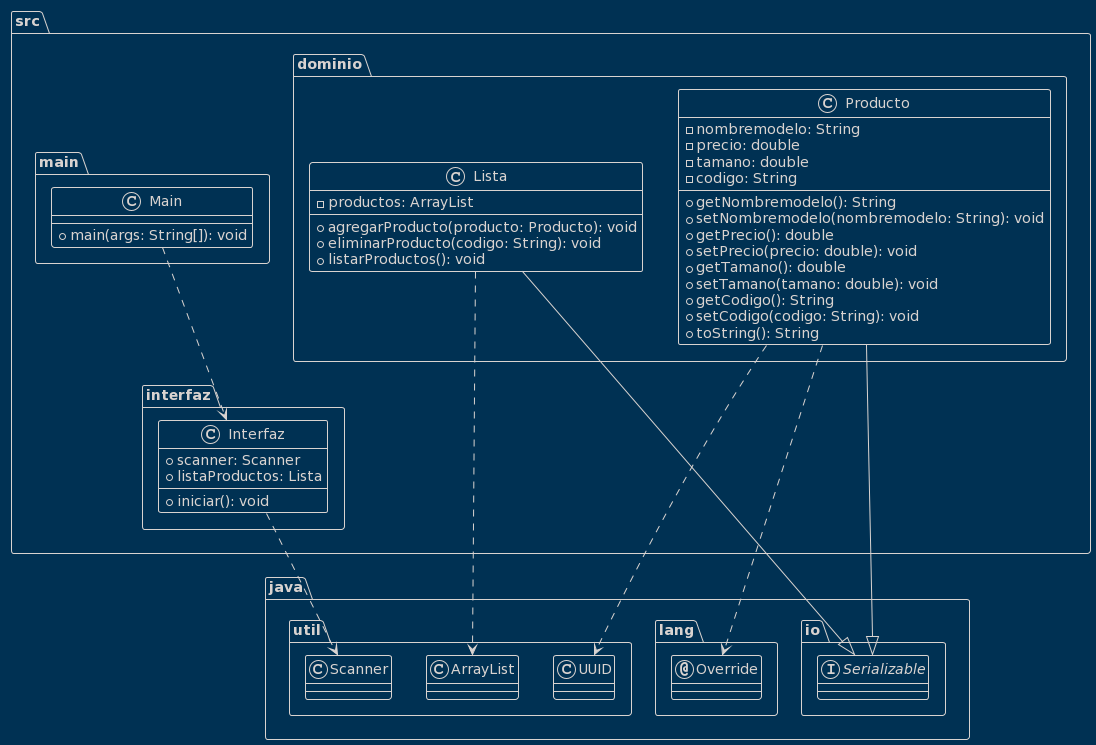 src
dominio
C Producto
nombremodelo: String
precio: double
tamano: double
codigo: String
getNombremodelo(): String
setNombremodelo(nombremodelo: String): void
getPrecio(): double
setPrecio(precio: double): void
getTamano(): double
setTamano(tamano: double): void
getCodigo(): String
setCodigo(codigo: String): void
toString(): String
C Lista
productos: ArrayList
agregarProducto(producto: Producto): void
eliminarProducto(codigo: String): void
listarProductos(): void
main
C Main
main(args: String[]): void
interfaz
C Interfaz
scanner: Scanner
listaProductos: Lista
iniciar(): void
java
util
C Scanner
C ArrayList
C UUID
lang
@ Override
io
I Serializable